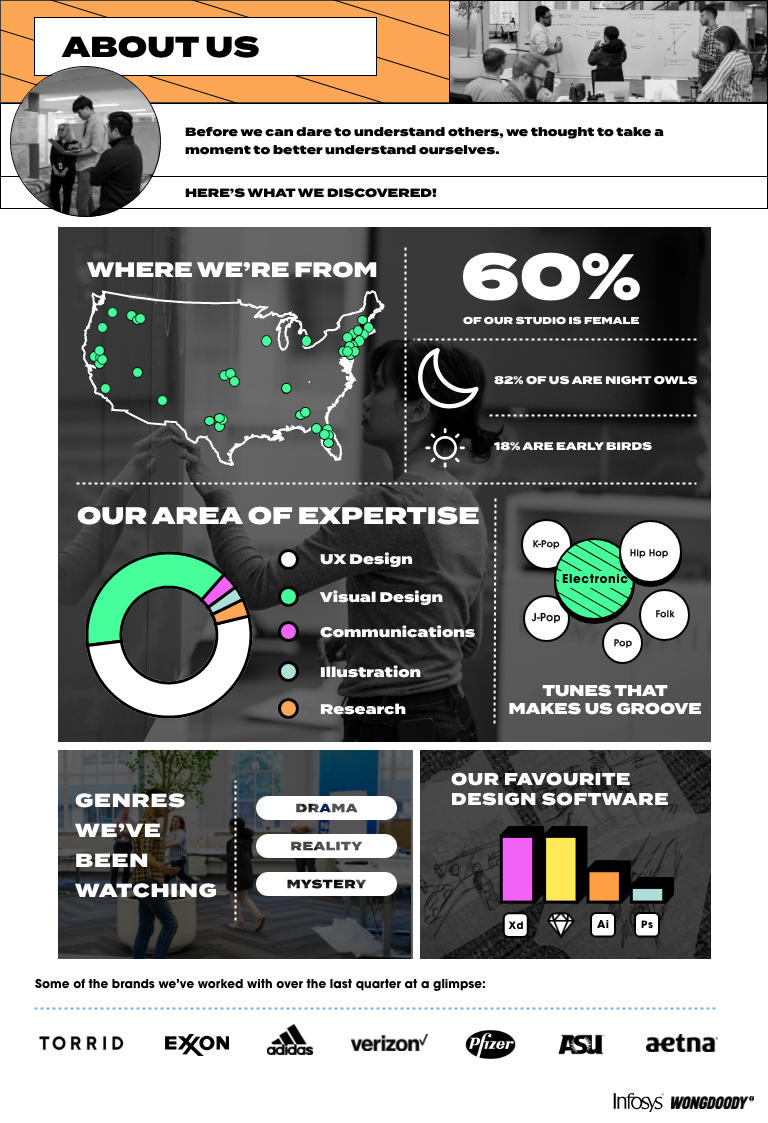 ABOUT US
Before we can dare to understand others, we thought to take a
moment to better understand ourselves.
HERE'S WHAT WE DISCOVERED!
WHERE WE'RE FROM
60%
OF OUR STUDIO IS FEMALE
82% OF US ARE NIGHT OWLS
18% ARE EARLY BIRDS
OUR AREA OF EXPERTISE
UX Design
Visual Design
Communications
Illustration
Research
K-Pop
Hip Hop
Electronic
J-Pop
Folk
Pop
TUNES THAT
MAKES US GROOVE
GENRES
WE'VE
BEEN
WATCHING
DRAMA
REALITY
MYSTERY
OUR FAVOURITE
DESIGN SOFTWARE
Xd
Ai
Ps
Some of the brands we've worked with over the last quarter at a glimpse:
TORRID
EXXON
adidas
verizon
Pfizer
ASU
aetna
Infosys WONGDOODY